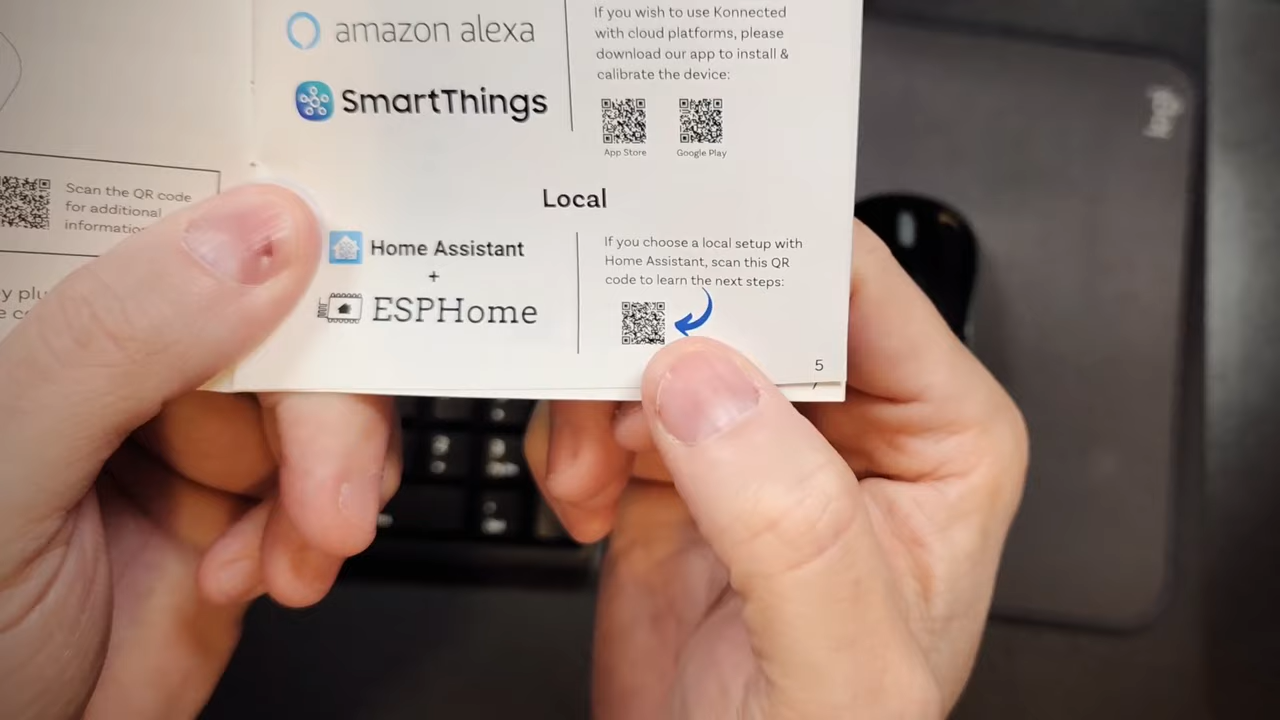 amazon alexa
SmartThings
If you wish to use Konnected
with cloud platforms, please
download our app to install &
calibrate the device:
App Store
Google Play
Scan the QR code
for additional
Local
Home Assistant
+
ESPHome
If you choose a local setup with
Home Assistant, scan this QR
code to learn the next steps:
5
logi